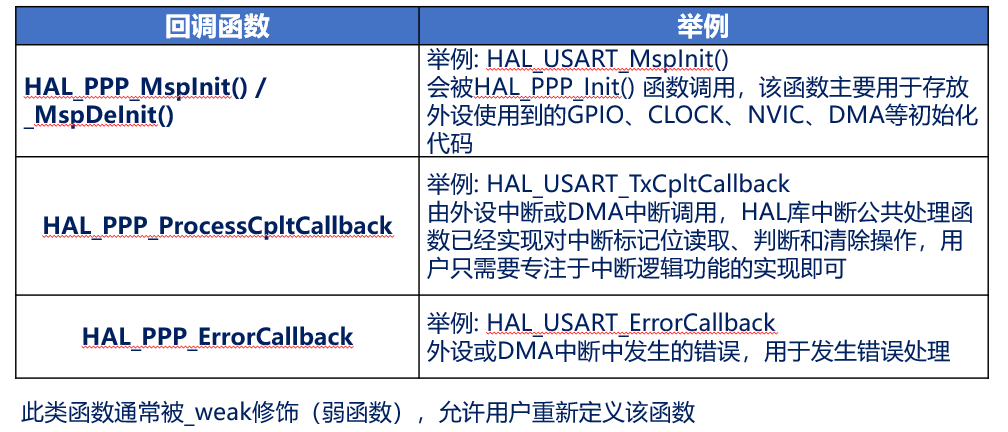 回调函数
举例
HAL_PPP_MspInit() /
_MspDeInit()
举例: HAL_USART_MspInit()
会被HAL_PPP_Init() 函数调用，该函数主要用于存放
外设使用到的GPIO、CLOCK、NVIC、DMA等初始化
代码
HAL_PPP_ProcessCpltCallback
举例: HAL_USART_TxCpltCallback
由外设中断或DMA中断调用，HAL库中断公共处理函
数已经实现对中断标记位读取、判断和清除操作，用
户只需要专注于中断逻辑功能的实现即可
HAL_PPP_ErrorCallback
举例: HAL_USART_ErrorCallback
外设或DMA中断中发生的错误，用于发生错误处理
此类函数通常被_weak修饰（弱函数），允许用户重新定义该函数